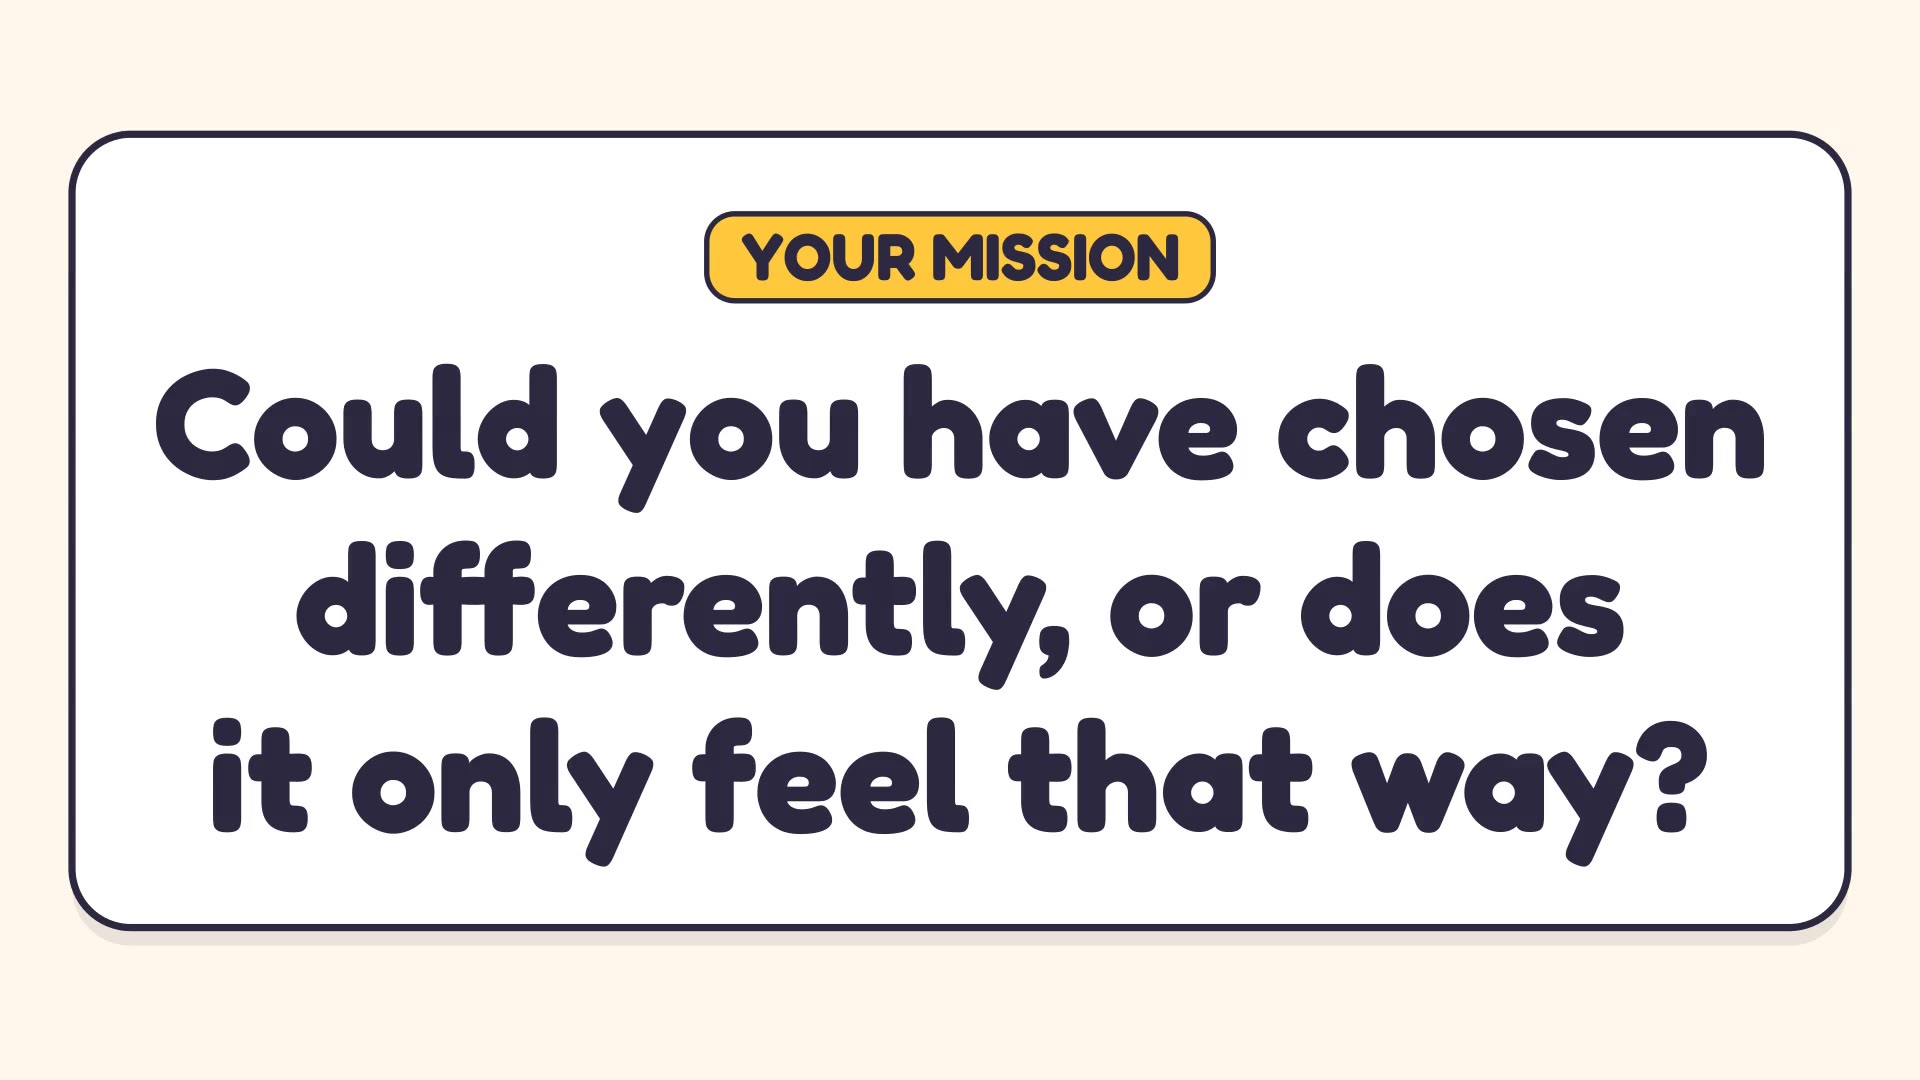 YOUR MISSION
Could you have chosen
differently, or does
it only feel that way?